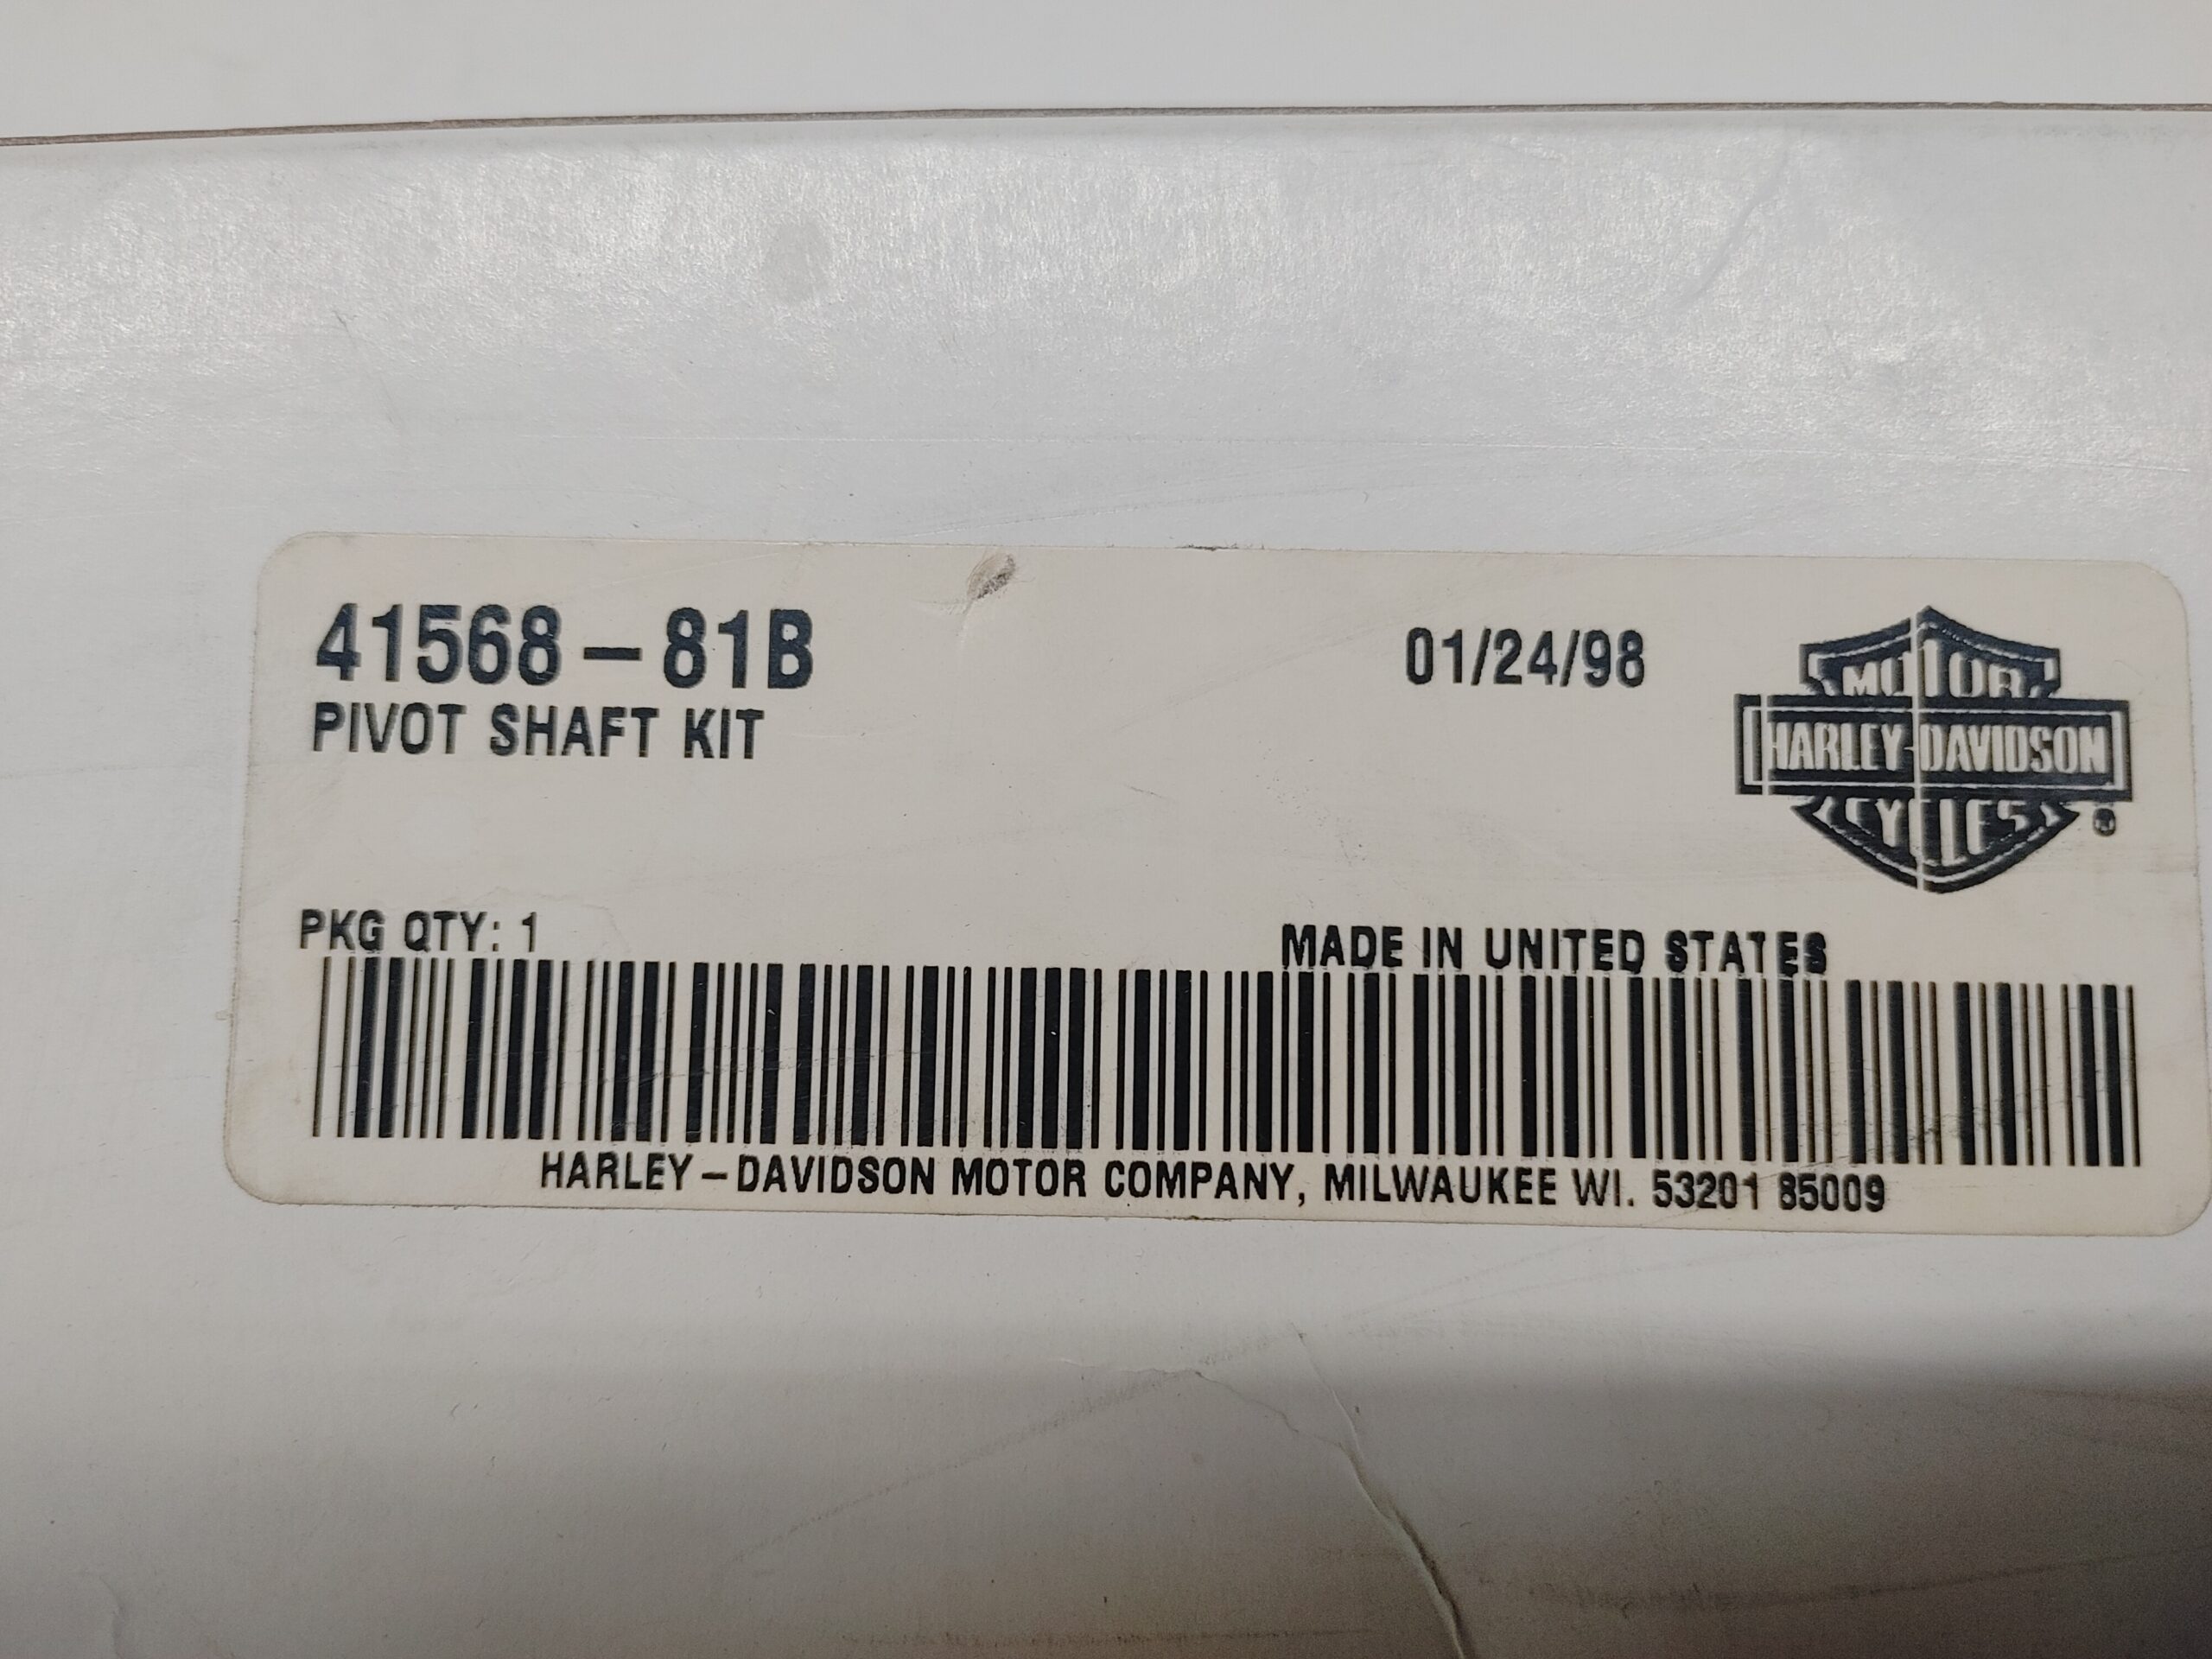 41568-81B
PIVOT SHAFT KIT
01/24/98
MOTOR
HARLEY-DAVIDSON
CYCLES
®
PKG QTY: 1
MADE IN UNITED STATES
HARLEY-DAVIDSON MOTOR COMPANY, MILWAUKEE WI. 53201 85009